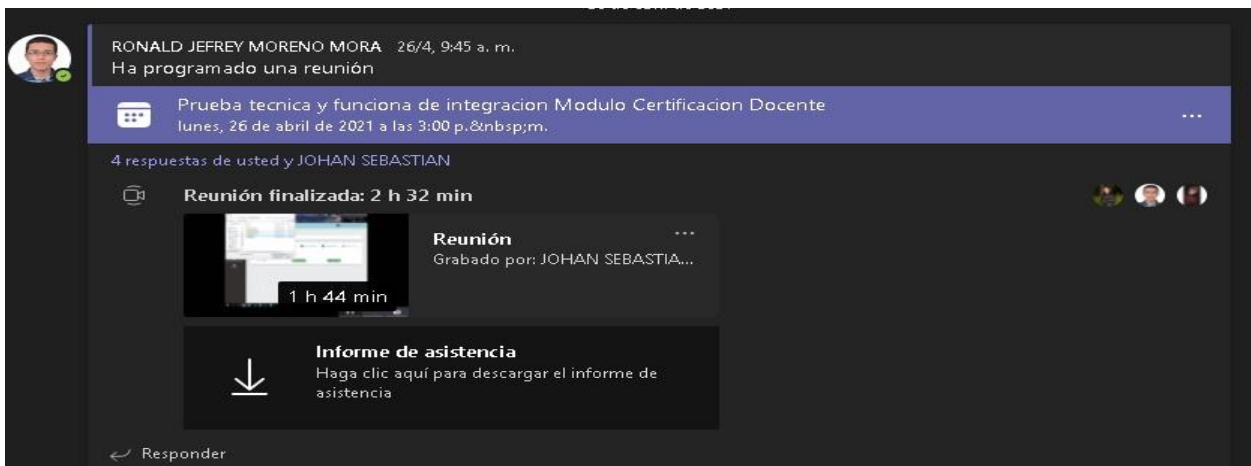 RONALD JEFREY MORENO MORA 26/4, 9:45 a. m.
Ha programado una reunión
Prueba tecnica y funciona de integracion Modulo Certificacion Docente
lunes, 26 de abril de 2021 a las 3:00 p.&nbsp;m.
...
4 respuestas de usted y JOHAN SEBASTIAN
Reunión finalizada: 2 h 32 min
Reunión ...
Grabado por: JOHAN SEBASTIA...
1 h 44 min
Informe de asistencia
Haga clic aquí para descargar el informe de
asistencia
Responder